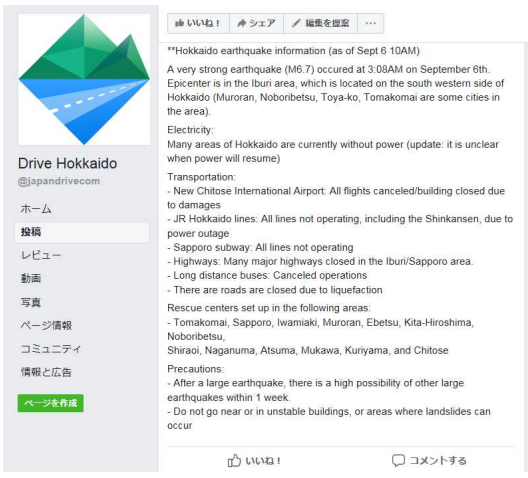 Drive Hokkaido
@japandrivecom
ホーム
投稿
レビュー
動画
写真
ページ情報
コミュニティ
情報と広告
ページを作成
いいね！
シェア
編集を提案
**Hokkaido earthquake information (as of Sept 6 10AM)
A very strong earthquake (M6.7) occured at 3:08AM on September 6th.
Epicenter is in the Iburi area, which is located on the south western side of
Hokkaido (Muroran, Noboribetsu, Toya-ko, Tomakomai are some cities in
the area).
Electricity:
Many areas of Hokkaido are currently without power (update: it is unclear
when power will resume)
Transportation:
- New Chitose International Airport: All flights canceled/building closed due
to damages
- JR Hokkaido lines: All lines not operating, including the Shinkansen, due to
power outage
- Sapporo subway: All lines not operating
- Highways: Many major highways closed in the Iburi/Sapporo area.
- Long distance buses: Canceled operations
- There are roads are closed due to liquefaction
Rescue centers set up in the following areas:
- Tomakomai, Sapporo, Iwamiaki, Muroran, Ebetsu, Kita-Hiroshima,
Noboribetsu,
Shiraoi, Naganuma, Atsuma, Mukawa, Kuriyama, and Chitose
Precautions:
- After a large earthquake, there is a high possibility of other large
earthquakes within 1 week.
- Do not go near or in unstable buildings, or areas where landslides can
occur
いいね！
コメントする